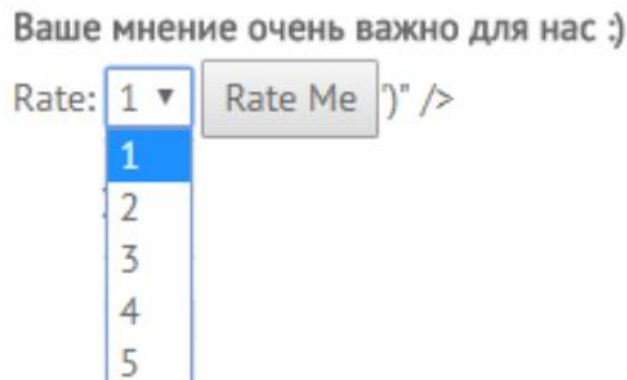 Ваше мнение очень важно для нас :)
Rate: 1 ▼ Rate Me ')" />
1
2
3
4
5